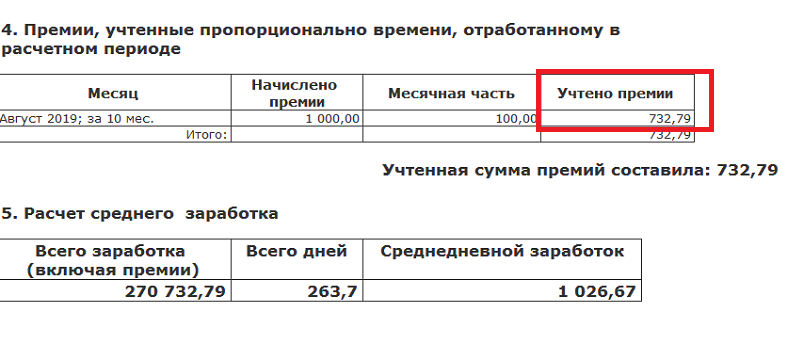 4. Премии, учтенные пропорционально времени, отработанному в
расчетном периоде
Месяц Начислено премии Месячная часть Учтено премии
Август 2019; за 10 мес. 1 000,00 100,00 732,79
Итого: 732,79
Учтенная сумма премий составила: 732,79
5. Расчет среднего заработка
Всего заработка (включая премии) Всего дней Среднедневной заработок
270 732,79 263,7 1 026,67